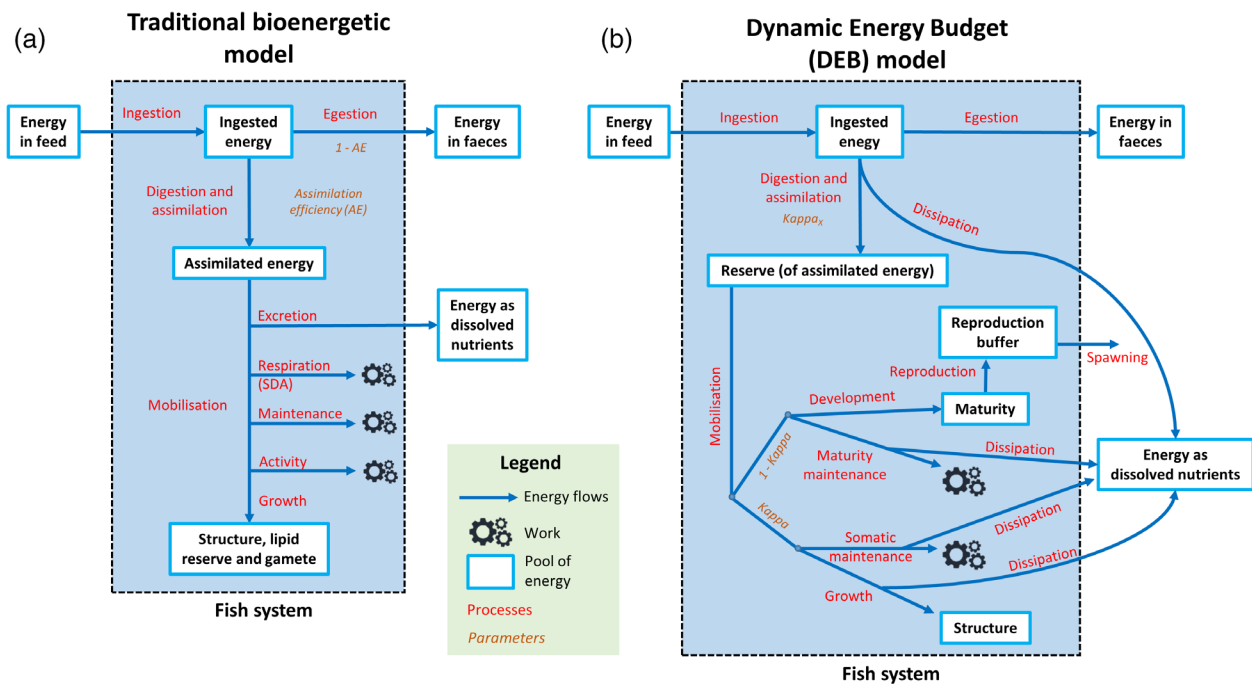 (a)
Traditional bioenergetic
model
Energy
in feed
Ingestion
Ingested
energy
Egestion
1 - AE
Energy
in faeces
Digestion and
assimilation
Assimilation
efficiency (AE)
Assimilated energy
Excretion
Energy as
dissolved
nutrients
Respiration
(SDA)
Mobilisation
Maintenance
Activity
Growth
Structure, lipid
reserve and gamete
Fish system
Legend
Energy flows
Work
Pool of
energy
Processes
Parameters
(b)
Dynamic Energy Budget
(DEB) model
Energy
in feed
Ingestion
Ingested
enegy
Egestion
Energy in
faeces
Digestion and
assimilation
Kappax
Dissipation
Reserve (of assimilated energy)
Mobilisation
Reproduction
buffer
Spawning
Reproduction
Development
Maturity
1 - Kappa
Maturity
maintenance
Dissipation
Energy as
dissolved nutrients
Kappa
Somatic
maintenance
Dissipation
Dissipation
Growth
Structure
Fish system